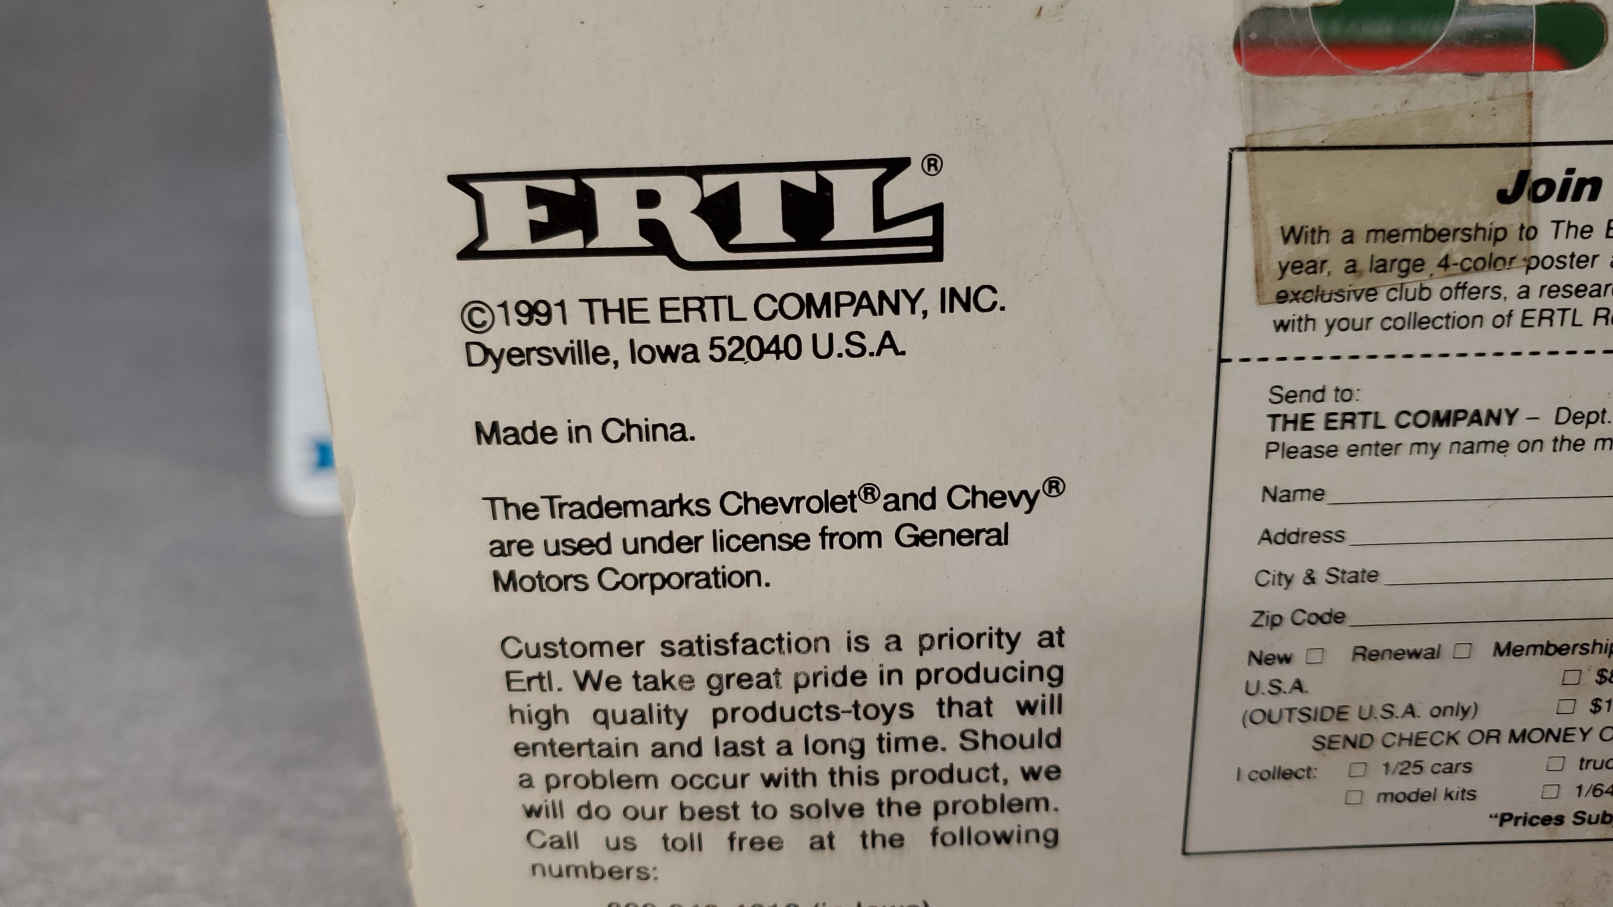 ERTL®
©1991 THE ERTL COMPANY, INC.
Dyersville, Iowa 52040 U.S.A.
Made in China.
The Trademarks Chevrolet® and Chevy®
are used under license from General
Motors Corporation.
Customer satisfaction is a priority at
Ertl. We take great pride in producing
high quality products-toys that will
entertain and last a long time. Should
a problem occur with this product, we
will do our best to solve the problem.
Call us toll free at the following
numbers:
Join
With a membership to The
year, a large 4-color poster
exclusive club offers, a
with your collection of ERTL
Send to:
THE ERTL COMPANY – Dept.
Please enter my name on the
Name
Address
City & State
Zip Code
New □ Renewal □
U.S.A. □
(OUTSIDE U.S.A. only) □
SEND CHECK OR MONEY
I collect: □ 1/25 cars □
□ model kits □ 1/64
"Prices